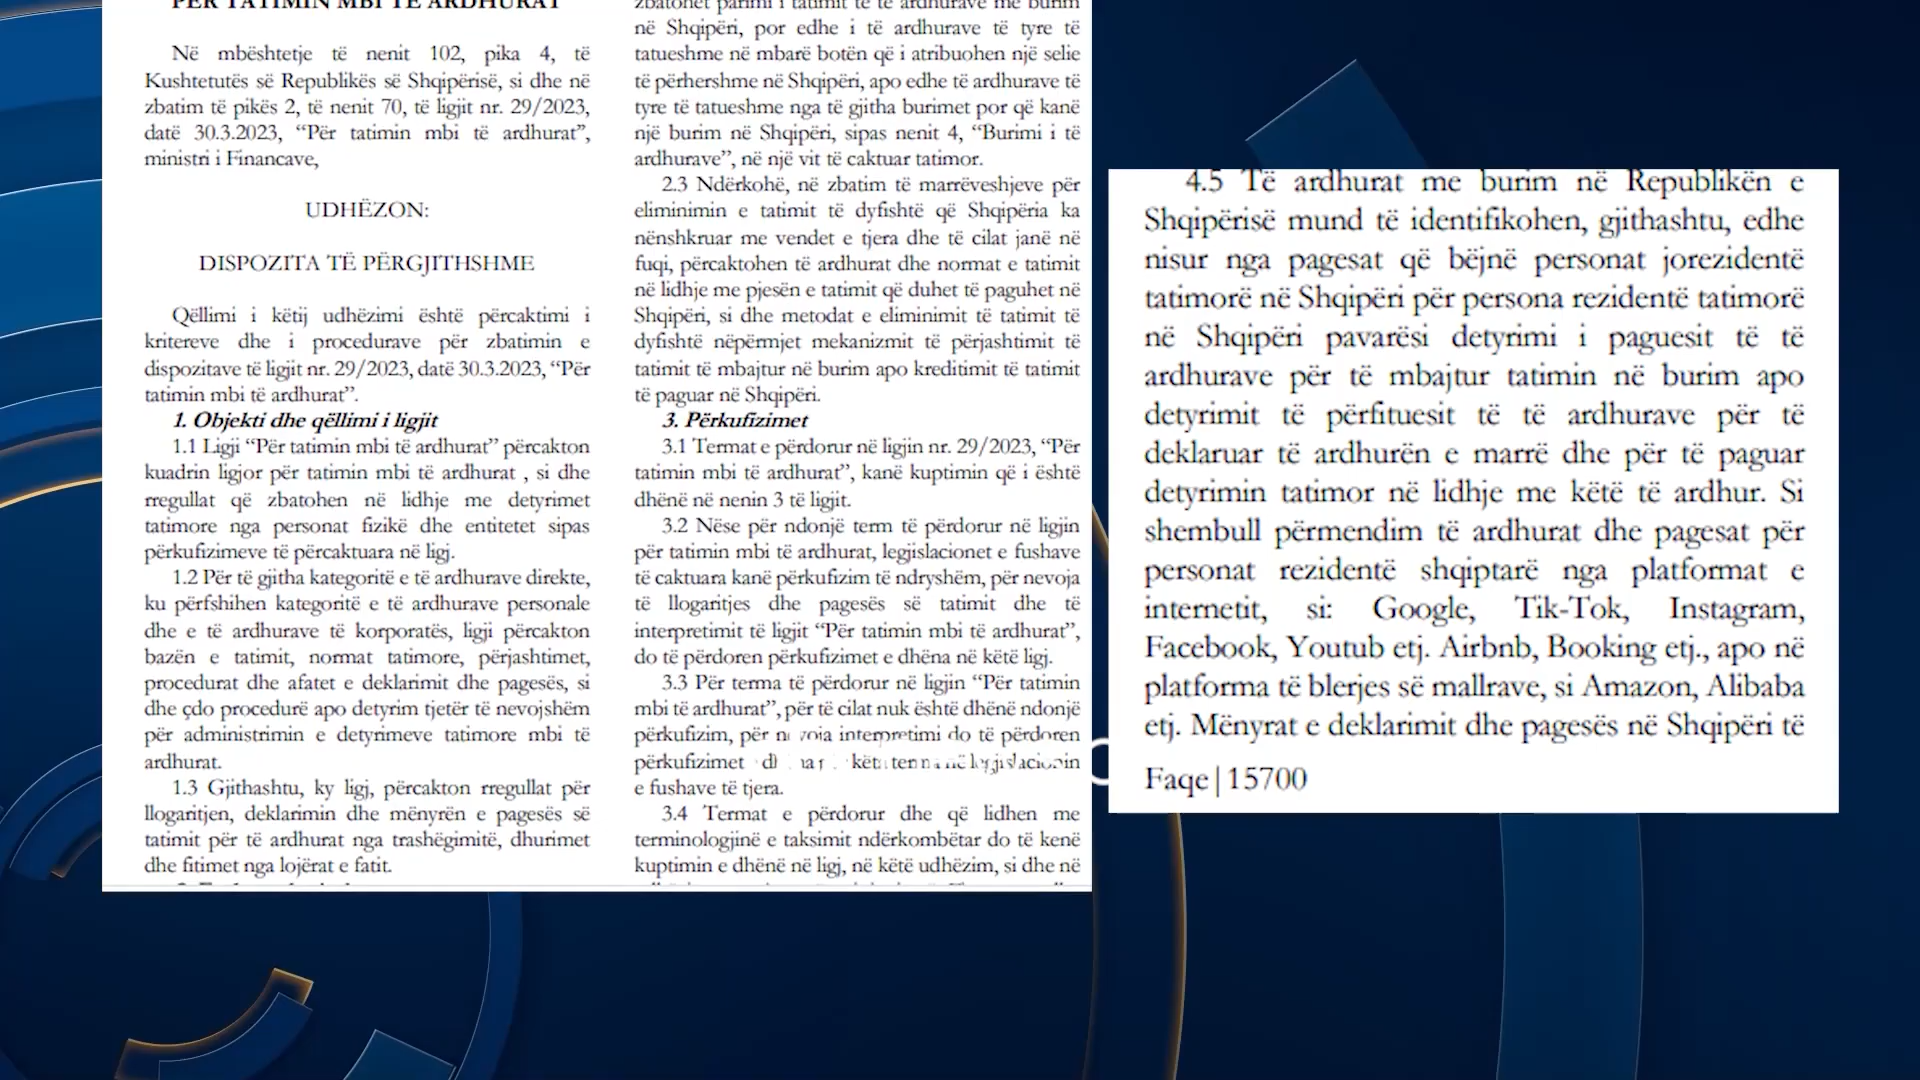 PËR TATIMIN MBI TË ARDHURAT
Në mbështetje të nenit 102, pika 4, të
Kushtetutës së Republikës së Shqipërisë, si dhe në
zbatim të pikës 2, të nenit 70, të ligjit nr. 29/2023,
datë 30.3.2023, “Për tatimin mbi të ardhurat”,
ministri i Financave,
UDHËZON:
DISPOZITA TË PËRGJITHSHME
Qëllimi i këtij udhëzimi është përcaktimi i
kritereve dhe i procedurave për zbatimin e
dispozitave të ligjit nr. 29/2023, datë 30.3.2023, “Për
tatimin mbi të ardhurat”.
1. Objekti dhe qëllimi i ligjit
1.1 Ligji “Për tatimin mbi të ardhurat” përcakton
kuadrin ligjor për tatimin mbi të ardhurat , si dhe
rregullat që zbatohen në lidhje me detyrimet
tatimore nga personat fizikë dhe entitetet sipas
përkufizimeve të përcaktuara në ligj.
1.2 Për të gjitha kategoritë e të ardhurave direkte,
ku përfshihen kategoritë e të ardhurave personale
dhe e të ardhurave të korporatës, ligji përcakton
bazën e tatimit, normat tatimore, përjashtimet,
procedurat dhe afatet e deklarimit dhe pagesës, si
dhe çdo procedurë apo detyrim tjetër të nevojshëm
për administrimin e detyrimeve tatimore mbi të
ardhurat.
1.3 Gjithashtu, ky ligj, përcakton rregullat për
llogaritjen, deklarimin dhe mënyrën e pagesës së
tatimit për të ardhurat nga trashëgimitë, dhurimet
dhe fitimet nga lojërat e fatit.
zbatohet parimi i tatimit të të ardhurave me burim
në Shqipëri, por edhe i të ardhurave të tyre të
tatueshme në mbarë botën që i atribuohen një selie
të përhershme në Shqipëri, apo edhe të ardhurave të
tyre të tatueshme nga të gjitha burimet por që kanë
një burim në Shqipëri, sipas nenit 4, “Burimi i të
ardhurave”, në një vit të caktuar tatimor.
2.3 Ndërkohë, në zbatim të marrëveshjeve për
eliminimin e tatimit të dyfishtë që Shqipëria ka
nënshkruar me vendet e tjera dhe të cilat janë në
fuqi, përcaktohen të ardhurat dhe normat e tatimit
në lidhje me pjesën e tatimit që duhet të paguhet në
Shqipëri, si dhe metodat e eliminimit të tatimit të
dyfishtë nëpërmjet mekanizmit të përjashtimit të
tatimit të mbajtur në burim apo kreditimit të tatimit
të paguar në Shqipëri.
3. Përkufizimet
3.1 Termat e përdorur në ligjin nr. 29/2023, “Për
tatimin mbi të ardhurat”, kanë kuptimin që i është
dhënë në nenin 3 të ligjit.
3.2 Nëse për ndonjë term të përdorur në ligjin
për tatimin mbi të ardhurat, legjislacionet e fushave
të caktuara kanë përkufizim të ndryshëm, për nevoja
të llogaritjes dhe pagesës së tatimit dhe të
interpretimit të ligjit “Për tatimin mbi të ardhurat”,
do të përdoren përkufizimet e dhëna në këtë ligj.
3.3 Për terma të përdorur në ligjin “Për tatimin
mbi të ardhurat”, për të cilat nuk është dhënë ndonjë
përkufizim, për interpretimi do të përdoren
përkufizimet
e fushave të tjera.
3.4 Termat e përdorur dhe që lidhen me
terminologjinë e taksimit ndërkombëtar do të kenë
kuptimin e dhënë në ligj, në këtë udhëzim, si dhe në
4.5 Të ardhurat me burim në Republikën e
Shqipërisë mund të identifikohen, gjithashtu, edhe
nisur nga pagesat që bëjnë personat jorezidentë
tatimorë në Shqipëri për persona rezidentë tatimorë
në Shqipëri pavarësi detyrimi i paguesit të të
ardhurave për të mbajtur tatimin në burim apo
detyrimit të përfituesit të të ardhurave për të
deklaruar të ardhurën e marrë dhe për të paguar
detyrimin tatimor në lidhje me këtë të ardhur. Si
shembull përmendim të ardhurat dhe pagesat për
personat rezidentë shqiptarë nga platformat e
internetit, si: Google, Tik-Tok, Instagram,
Facebook, Youtub etj. Airbnb, Booking etj., apo në
platforma të blerjes së mallrave, si Amazon, Alibaba
etj. Mënyrat e deklarimit dhe pagesës në Shqipëri të
Faqe|15700